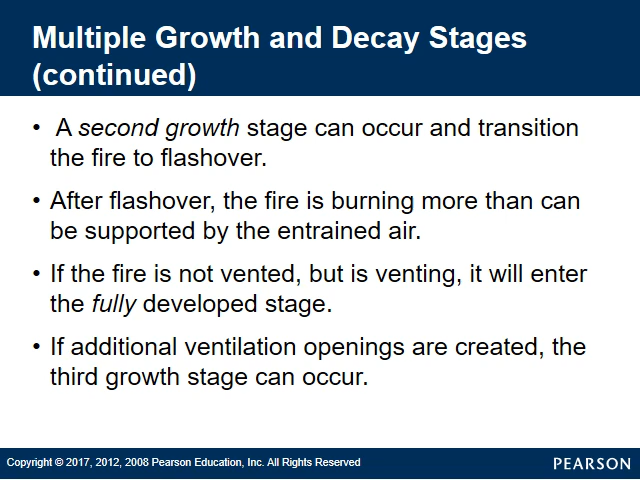 Multiple Growth and Decay Stages
(continued)
• A second growth stage can occur and transition
the fire to flashover.
• After flashover, the fire is burning more than can
be supported by the entrained air.
• If the fire is not vented, but is venting, it will enter
the fully developed stage.
• If additional ventilation openings are created, the
third growth stage can occur.
Copyright © 2017, 2012, 2008 Pearson Education, Inc. All Rights Reserved
PEARSON